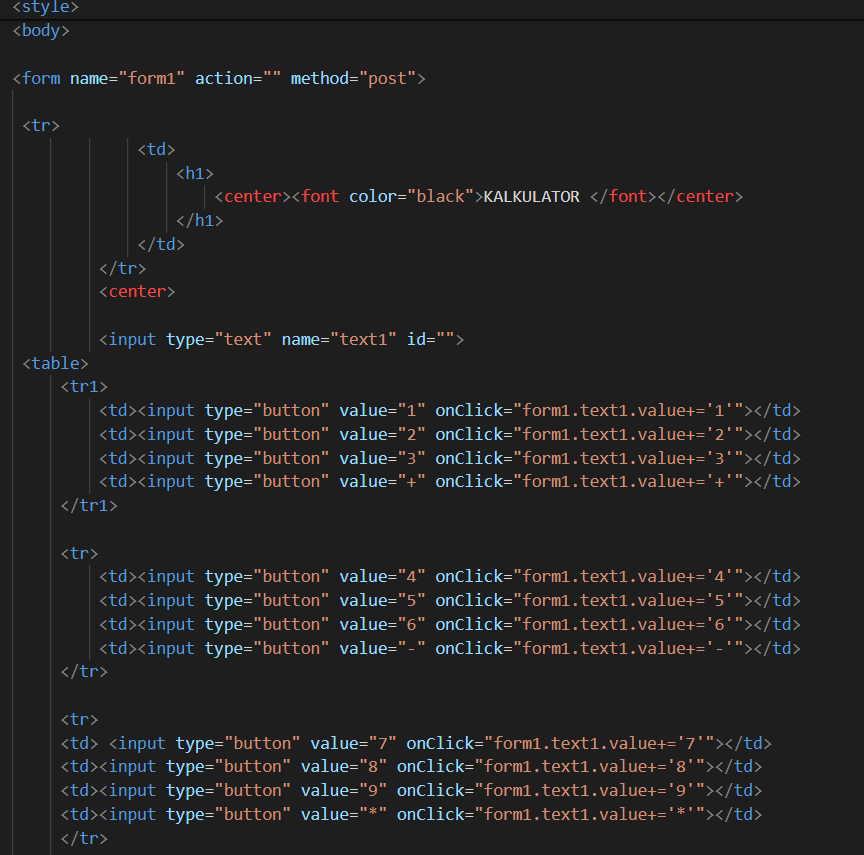 <style>
<body>
<form name="form1" action="" method="post">
<tr>
<td>
<h1>
<center><font color="black">KALKULATOR </font></center>
</h1>
</td>
</tr>
<center>
<input type="text" name="text1" id="">
<table>
<tr1>
<td><input type="button" value="1" onClick="form1.text1.value+='1'"></td>
<td><input type="button" value="2" onClick="form1.text1.value+='2'"></td>
<td><input type="button" value="3" onClick="form1.text1.value+='3'"></td>
<td><input type="button" value="+" onClick="form1.text1.value+='+'"></td>
</tr1>
<tr>
<td><input type="button" value="4" onClick="form1.text1.value+='4'"></td>
<td><input type="button" value="5" onClick="form1.text1.value+='5'"></td>
<td><input type="button" value="6" onClick="form1.text1.value+='6'"></td>
<td><input type="button" value="-" onClick="form1.text1.value+='-'"></td>
</tr>
<tr>
<td> <input type="button" value="7" onClick="form1.text1.value+='7'"></td>
<td><input type="button" value="8" onClick="form1.text1.value+='8'"></td>
<td><input type="button" value="9" onClick="form1.text1.value+='9'"></td>
<td><input type="button" value="*" onClick="form1.text1.value+='*'"></td>
</tr>